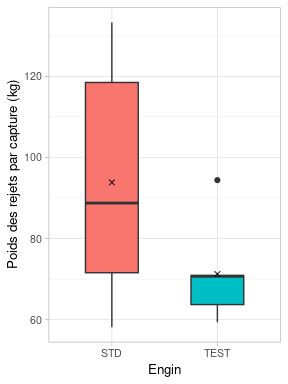 Poids des rejets par capture (kg)
120
100
80
60
STD
TEST
Engin